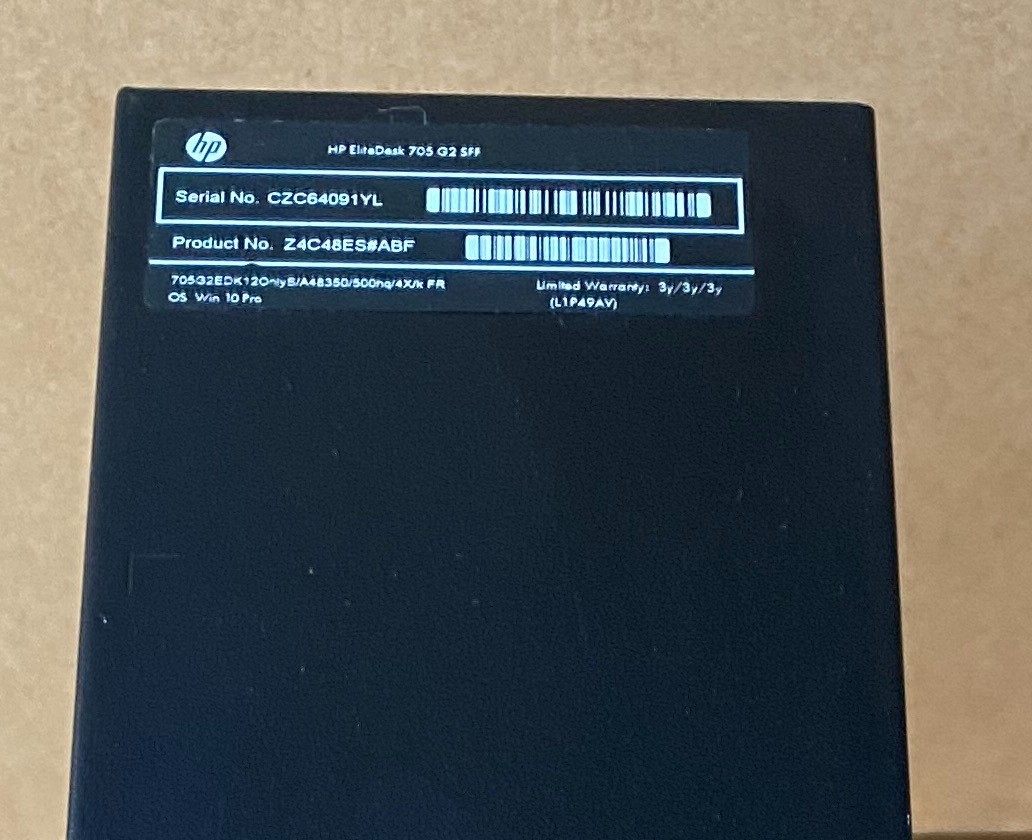 hp
HP EliteDesk 705 G2 SFF
Serial No. CZC64091YL
Product No. Z4C48ES#ABF
705G2EDK12OnlyS/A48350/500hq/4X/k FR
Limited Warranty: 3y/3y/3y
OS Win 10 Pro
(L1P49AV)